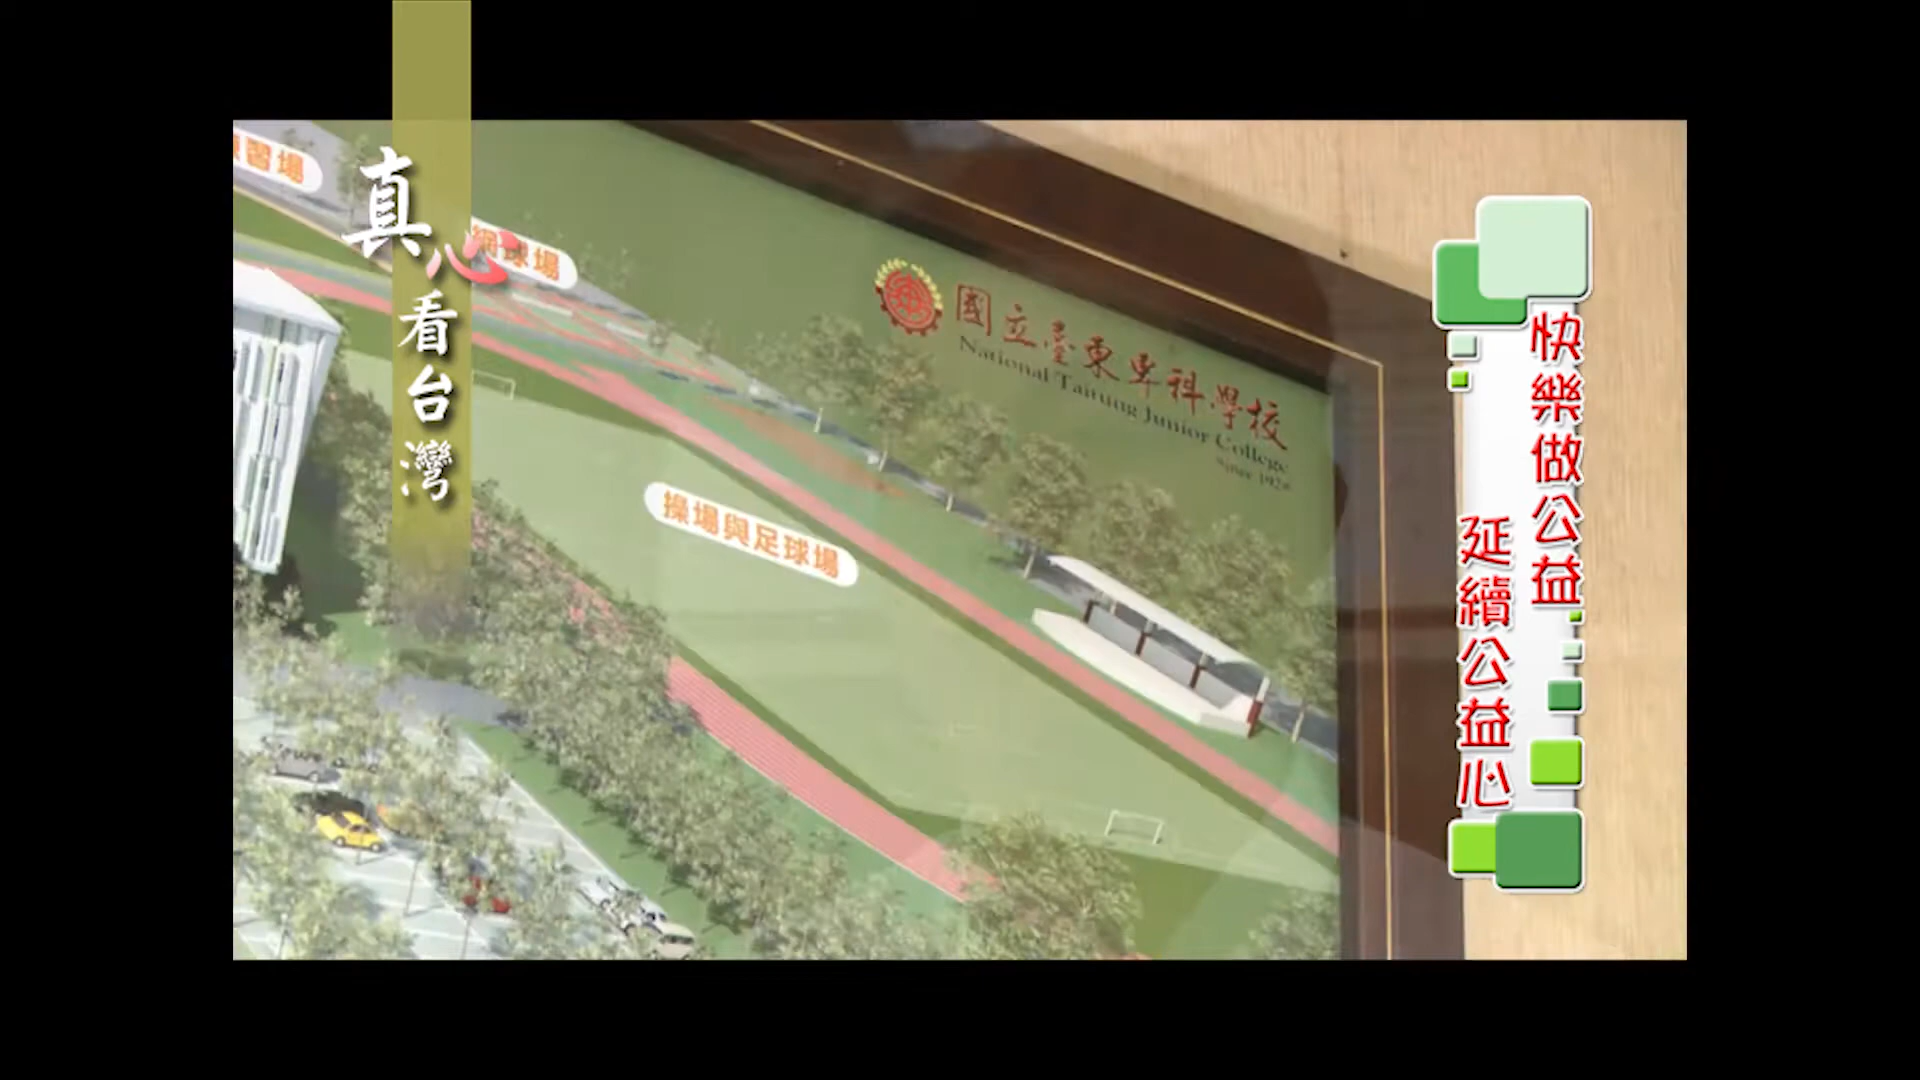 真心看台灣
習場
網球場
國立臺東專科學校
National Taitung Junior College
Since 1928
操場與足球場
快樂做公益
延續公益心